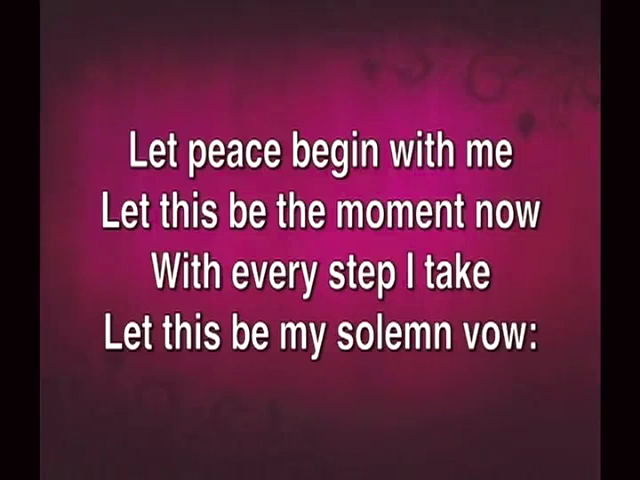 Let peace begin with me
Let this be the moment now
With every step I take
Let this be my solemn vow: